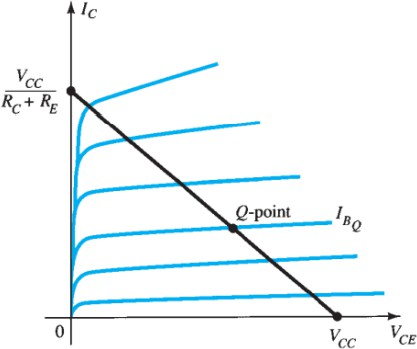 I_C
V_CC
R_C + R_E
Q-point
I_BQ
0
V_CC
V_CE